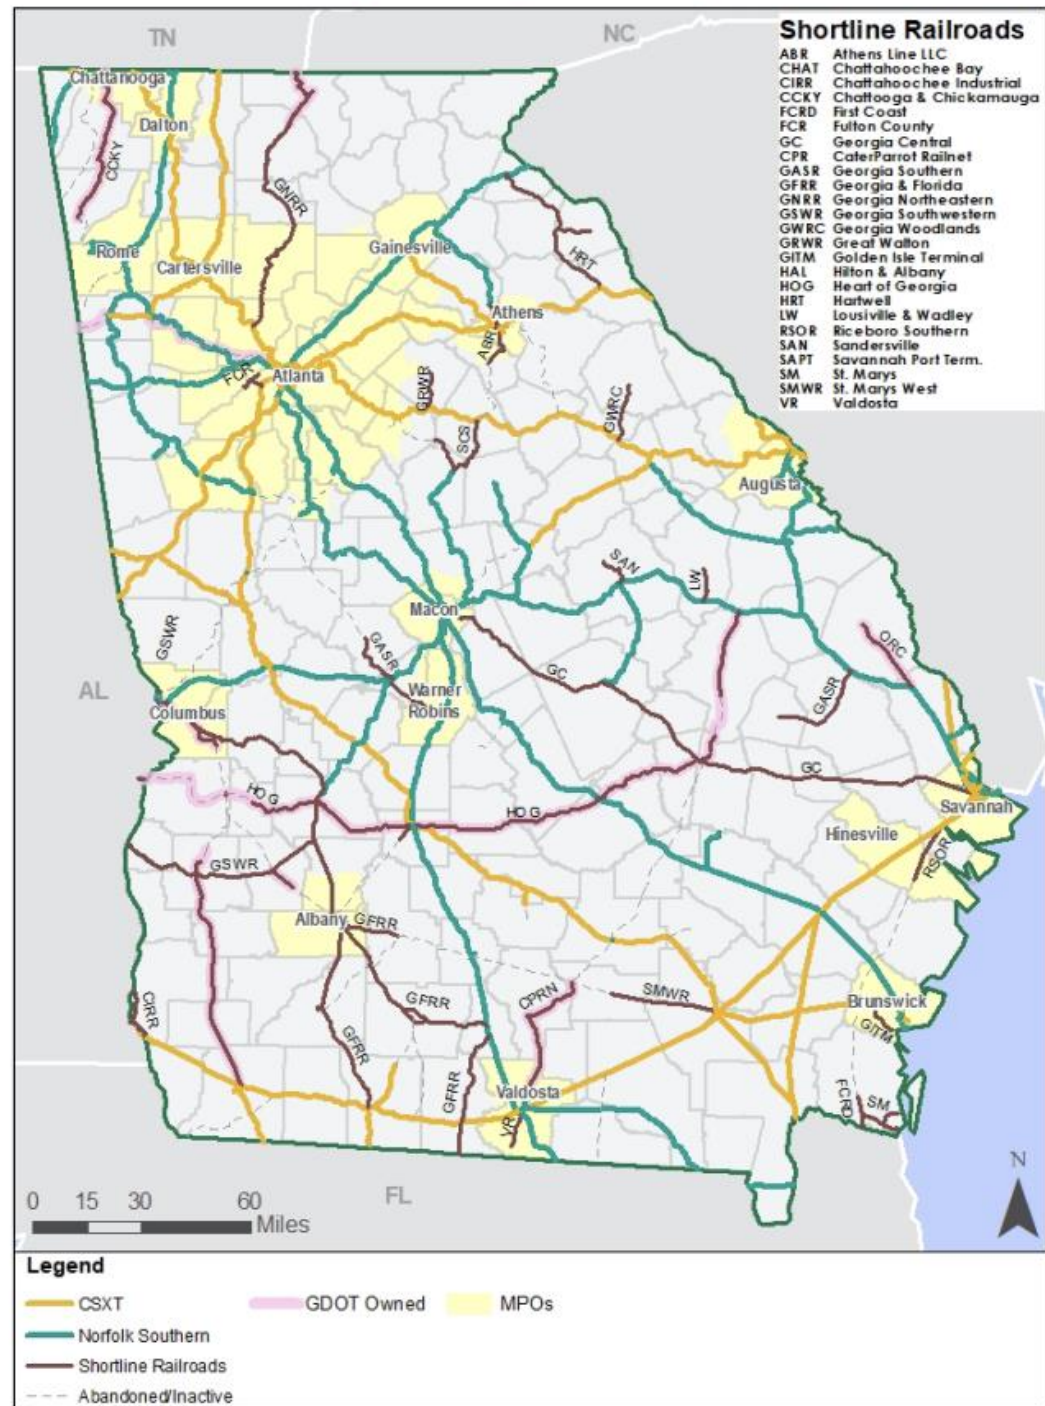 TN
NC
Shortline Railroads
ABR Athens Line LLC
CHAT Chattahoochee Bay
CIRR Chattahoochee Industrial
CCKY Chattooga & Chickamauga
FCRD First Coast
FCR Fulton County
GC Georgia Central
CPR CaterParrot Railnet
GASR Georgia Southern
GFRR Georgia & Florida
GNRR Georgia Northeastern
GSWR Georgia Southwestern
GWRC Georgia Woodlands
GRWR Great Walton
GITM Golden Isle Terminal
HAL Hilton & Albany
HOG Heart of Georgia
HRT Hartwell
LW Lousiville & Wadley
RSOR Riceboro Southern
SAN Sandersville
SAPT Savannah Port Term.
SM St. Marys
SMWR St. Marys West
VR Valdosta
Chattanooga
Dalton
CCKY
GNRR
Rome
Cartersville
Gainesville
HRT
Athens
ABR
Atlanta
FCR
GRWR
GWRC
SCS
Augusta
SAN
LW
Macon
GSWR
GASR
GC
ORC
AL
Columbus
Warner
Robins
GASR
GC
HOG
HOG
Savannah
Hinesville
RSOR
GSWR
Albany
GFRR
CIRR
GFRR
CPRN
SMWR
Brunswick
GITM
GFRR
GFRR
Valdosta
VR
FCRD
SM
FL
N
0 15 30 60
Miles
Legend
CSXT
GDOT Owned
MPOs
Norfolk Southern
Shortline Railroads
Abandoned/Inactive